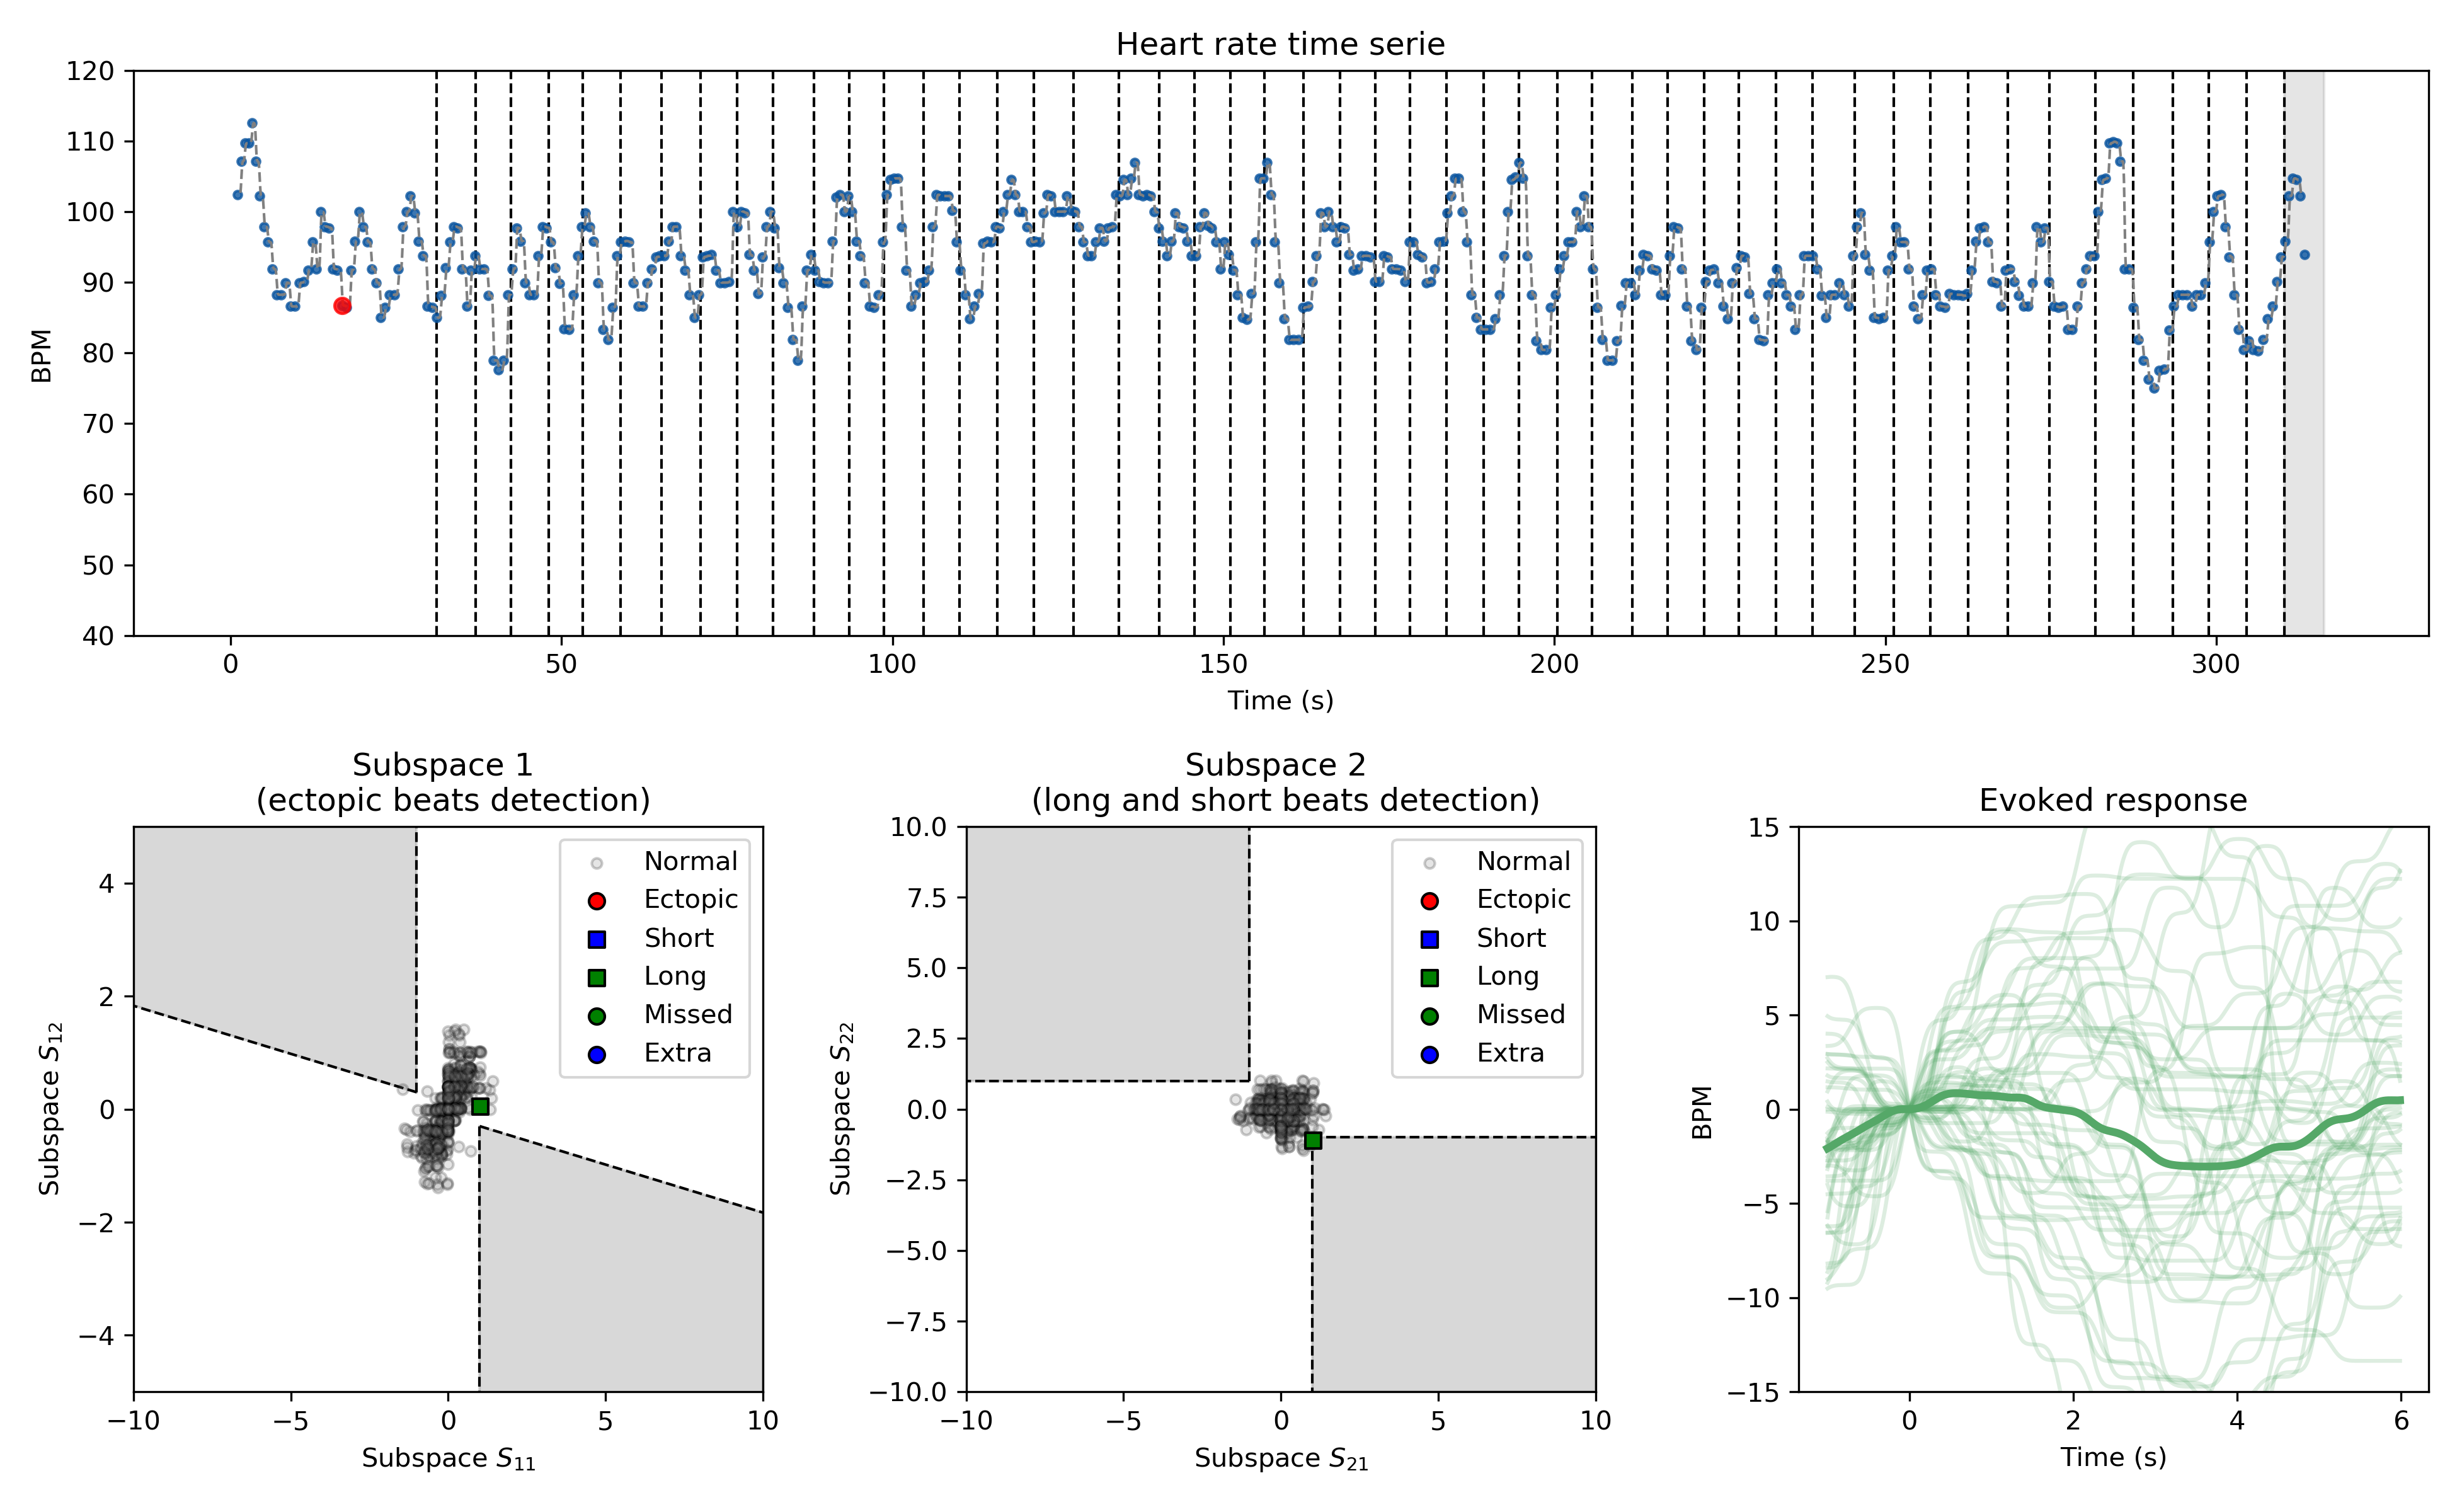 Heart rate time serie
120
110
100
90
80
70
60
50
40
BPM
0 50 100 150 200 250 300
Time (s)
Subspace 1
(ectopic beats detection)
4
2
0
−2
−4
Subspace S12
Normal
Ectopic
Short
Long
Missed
Extra
−10 −5 0 5 10
Subspace S11
Subspace 2
(long and short beats detection)
10.0
7.5
5.0
2.5
0.0
−2.5
−5.0
−7.5
−10.0
Subspace S22
Normal
Ectopic
Short
Long
Missed
Extra
−10 −5 0 5 10
Subspace S21
Evoked response
15
10
5
0
−5
−10
−15
BPM
0 2 4 6
Time (s)